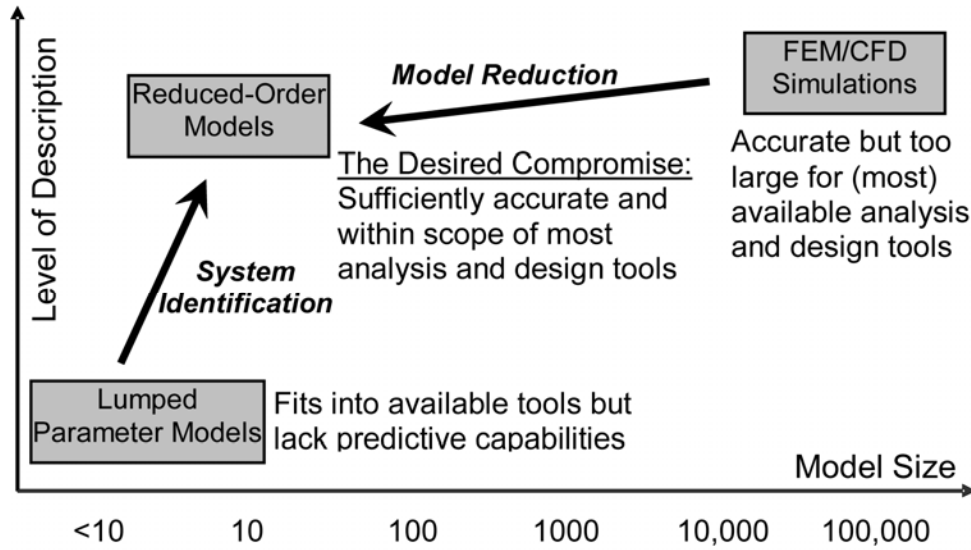 Level of Description
Reduced-Order
Models
Model Reduction
FEM/CFD
Simulations
The Desired Compromise:
Sufficiently accurate and
within scope of most
analysis and design tools
Accurate but too
large for (most)
available analysis
and design tools
System
Identification
Lumped
Parameter Models
Fits into available tools but
lack predictive capabilities
Model Size
<10 10 100 1000 10,000 100,000